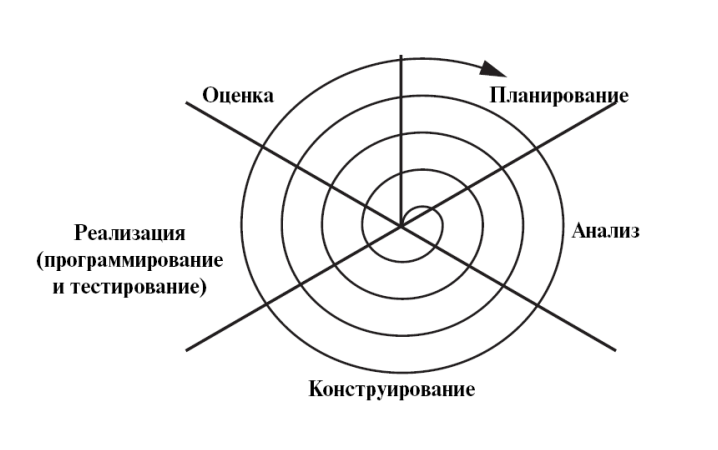 Оценка
Планирование
Реализация
(программирование
и тестирование)
Анализ
Конструирование